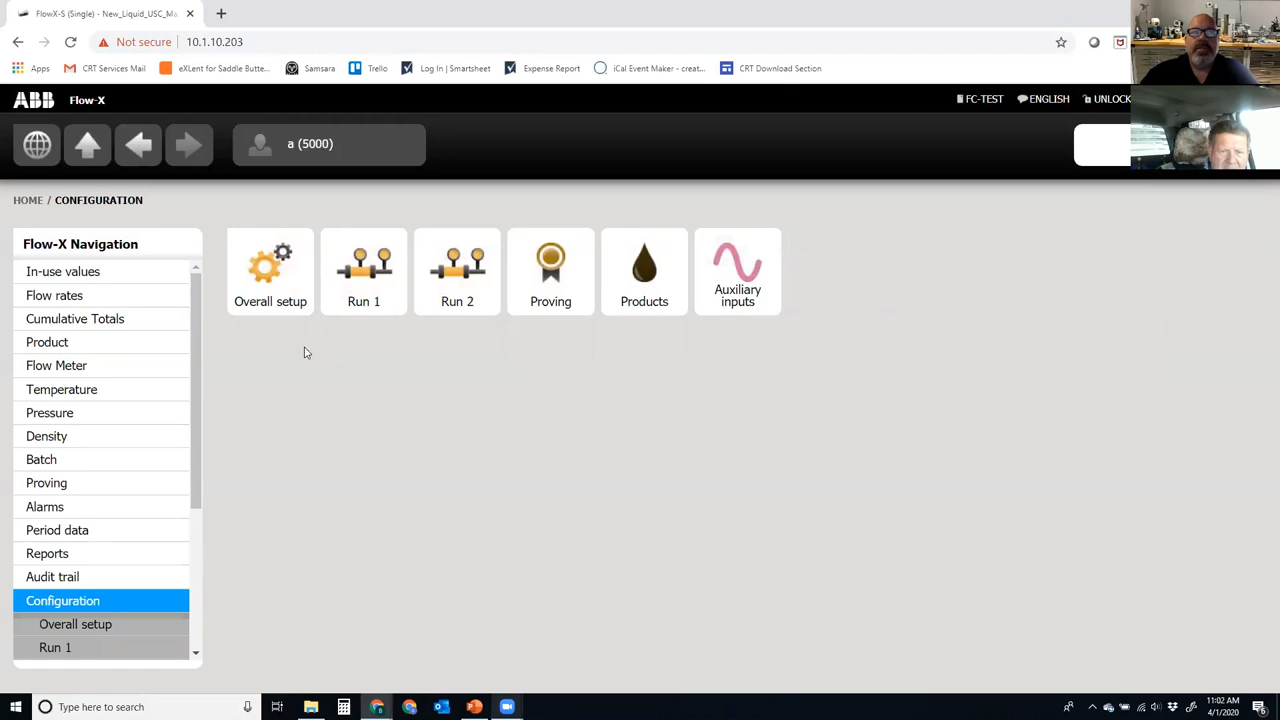 FlowX-S (Single) - New_Liquid_USC_Ma
Not secure 10.1.10.203
Apps CRT Services Mail eXLent for Saddle Butte... Samsara Trello Log In | Smartsheet Expense Report iCal Event Maker - creat... CRT Download Section
ABB Flow-X FC-TEST ENGLISH UNLOCK
a (5000)
HOME / CONFIGURATION
Flow-X Navigation
In-use values
Flow rates
Cumulative Totals
Product
Flow Meter
Temperature
Pressure
Density
Batch
Proving
Alarms
Period data
Reports
Audit trail
Configuration
Overall setup
Run 1
Overall setup
Run 1
Run 2
Proving
Products
Auxiliary
inputs
Type here to search
11:02 AM
4/1/2020
6